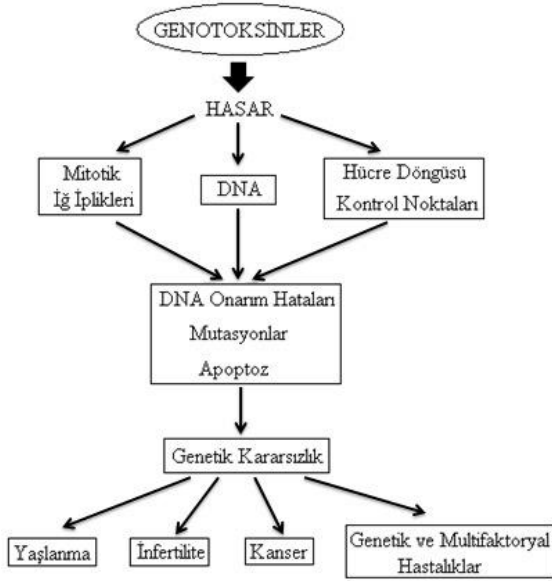 GENOTOKSİNLER
HASAR
Mitotik
İğ İplikleri
DNA
Hücre Döngüsü
Kontrol Noktaları
DNA Onarım Hataları
Mutasyonlar
Apoptoz
Genetik Kararsızlık
Yaşlanma
İnfertilite
Kanser
Genetik ve Multifaktoryal
Hastalıklar